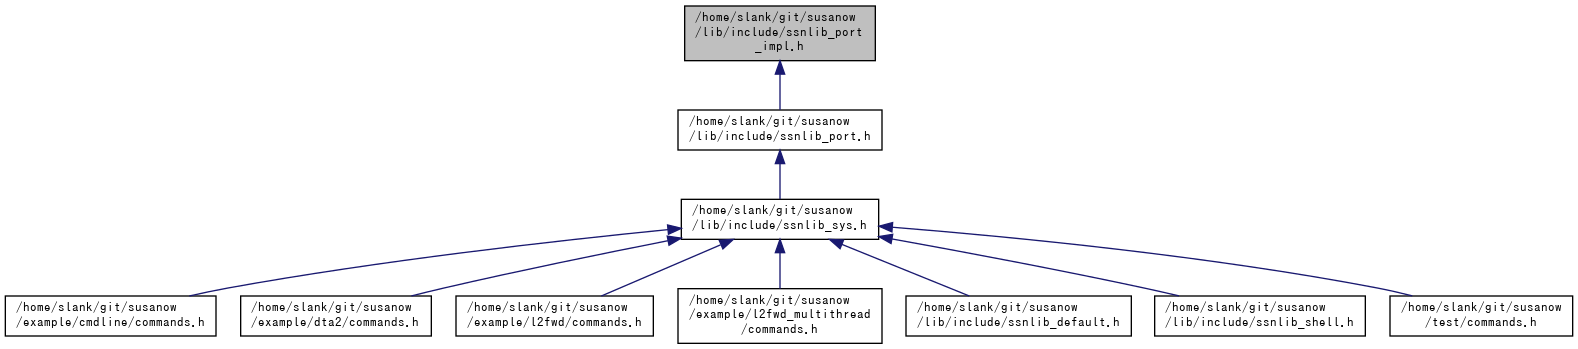 /home/slank/git/susanow
/lib/include/ssnlib_port
_impl.h
/home/slank/git/susanow
/lib/include/ssnlib_port.h
/home/slank/git/susanow
/lib/include/ssnlib_sys.h
/home/slank/git/susanow
/example/cmdline/commands.h
/home/slank/git/susanow
/example/dta2/commands.h
/home/slank/git/susanow
/example/l2fwd/commands.h
/home/slank/git/susanow
/example/l2fwd_multithread
/commands.h
/home/slank/git/susanow
/lib/include/ssnlib_default.h
/home/slank/git/susanow
/lib/include/ssnlib_shell.h
/home/slank/git/susanow
/test/commands.h